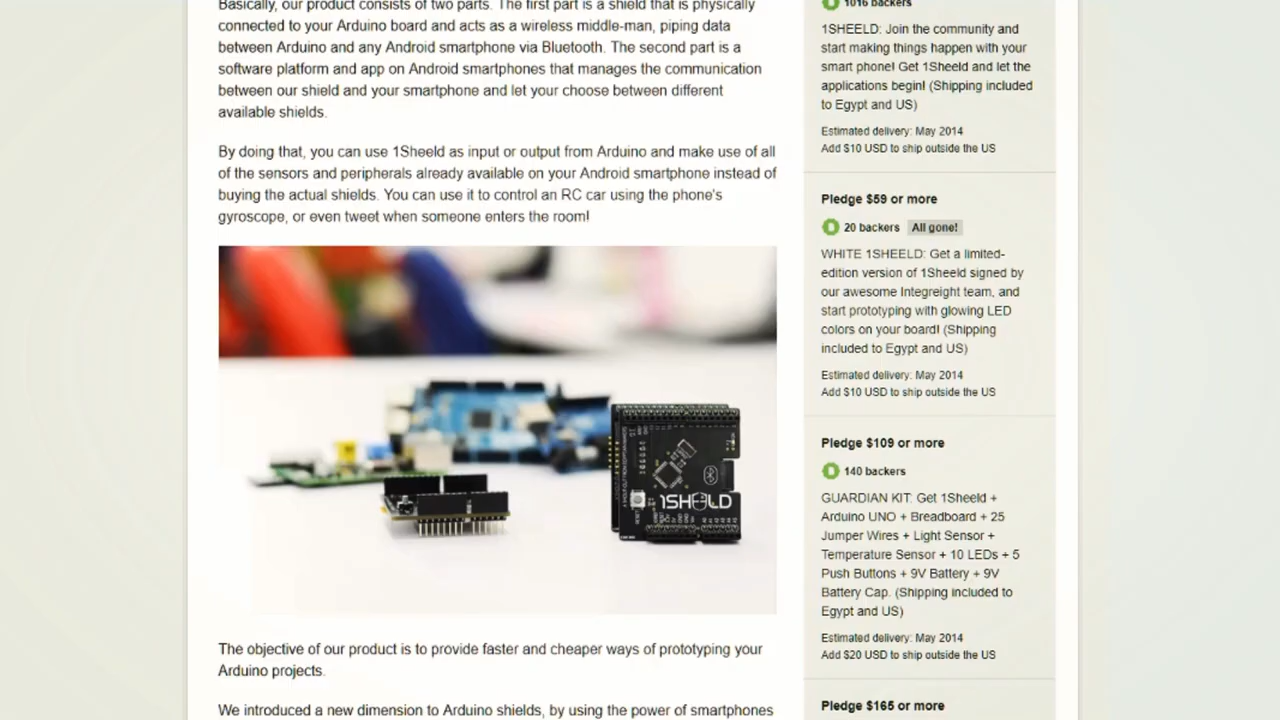 Basically, our product consists of two parts. The first part is a shield that is physically
connected to your Arduino board and acts as a wireless middle-man, piping data
between Arduino and any Android smartphone via Bluetooth. The second part is a
software platform and app on Android smartphones that manages the communication
between our shield and your smartphone and let your choose between different
available shields.
By doing that, you can use 1Sheeld as input or output from Arduino and make use of all
of the sensors and peripherals already available on your Android smartphone instead of
buying the actual shields. You can use it to control an RC car using the phone's
gyroscope, or even tweet when someone enters the room!
1SHEELD
The objective of our product is to provide faster and cheaper ways of prototyping your
Arduino projects.
We introduced a new dimension to Arduino shields, by using the power of smartphones
1016 backers
1SHEELD: Join the community and
start making things happen with your
smart phone! Get 1Sheeld and let the
applications begin! (Shipping included
to Egypt and US)
Estimated delivery: May 2014
Add $10 USD to ship outside the US
Pledge $59 or more
20 backers All gone!
WHITE 1SHEELD: Get a limited-
edition version of 1Sheeld signed by
our awesome Integreight team, and
start prototyping with glowing LED
colors on your board! (Shipping
included to Egypt and US)
Estimated delivery: May 2014
Add $10 USD to ship outside the US
Pledge $109 or more
140 backers
GUARDIAN KIT: Get 1Sheeld +
Arduino UNO + Breadboard + 25
Jumper Wires + Light Sensor +
Temperature Sensor + 10 LEDs + 5
Push Buttons + 9V Battery + 9V
Battery Cap. (Shipping included to
Egypt and US)
Estimated delivery: May 2014
Add $20 USD to ship outside the US
Pledge $165 or more